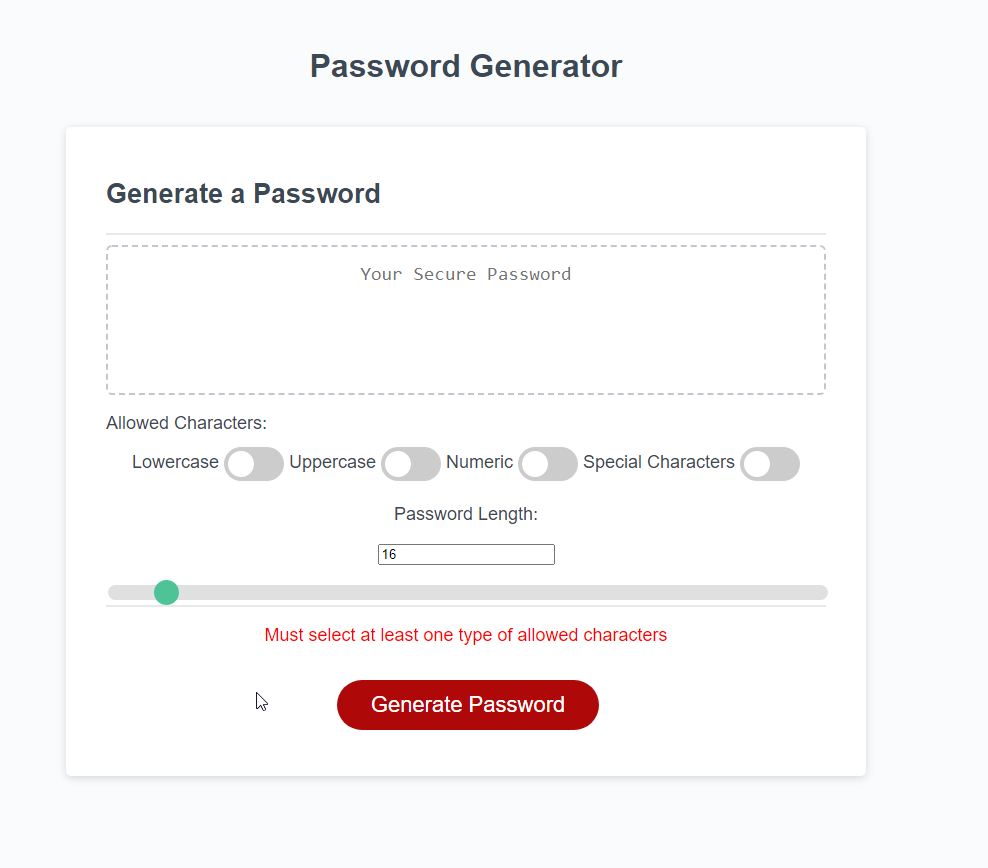 Password Generator
Generate a Password
Your Secure Password
Allowed Characters:
Lowercase Uppercase Numeric Special Characters
Password Length:
16
Must select at least one type of allowed characters
Generate Password